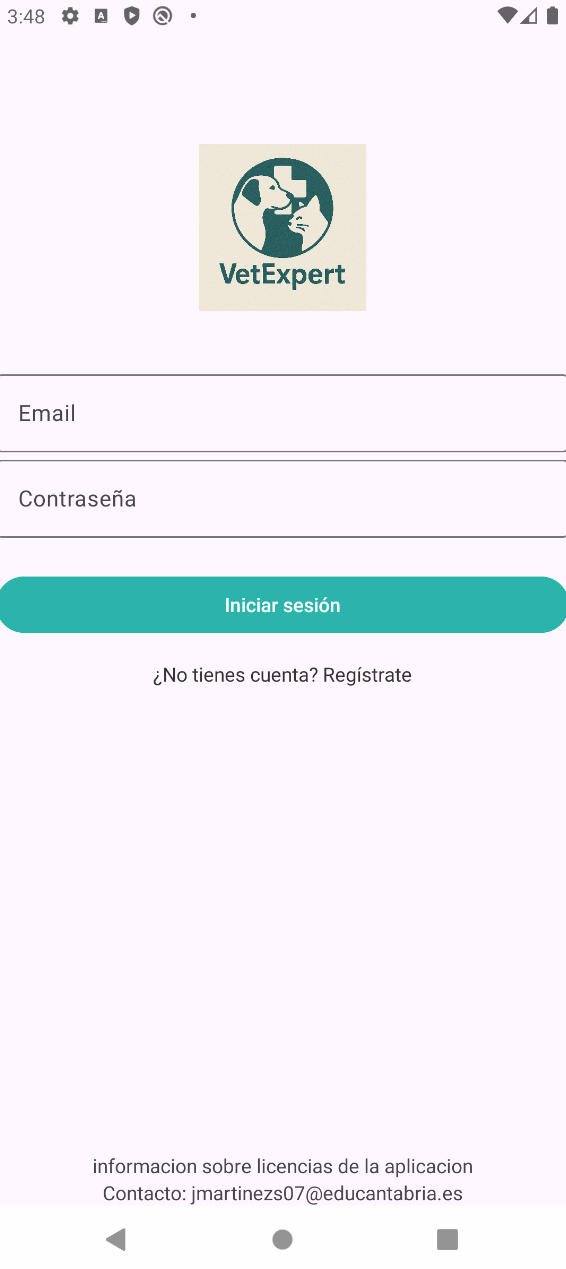 3:48
A
VetExpert
Email
Contraseña
Iniciar sesión
¿No tienes cuenta? Regístrate
informacion sobre licencias de la aplicacion
Contacto: jmartinezs07@educantabria.es